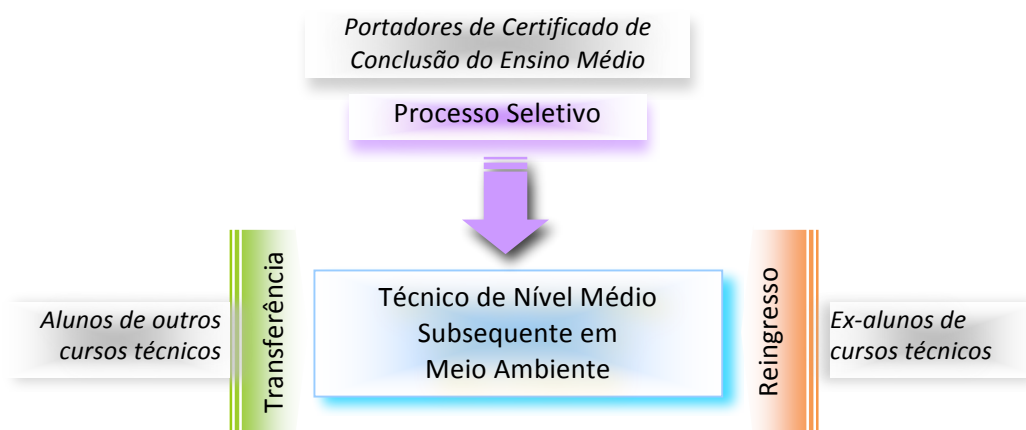 Portadores de Certificado de
Conclusão do Ensino Médio
Processo Seletivo
Alunos de outros
cursos técnicos
Transferência
Técnico de Nível Médio
Subsequente em
Meio Ambiente
Reingresso
Ex-alunos de
cursos técnicos